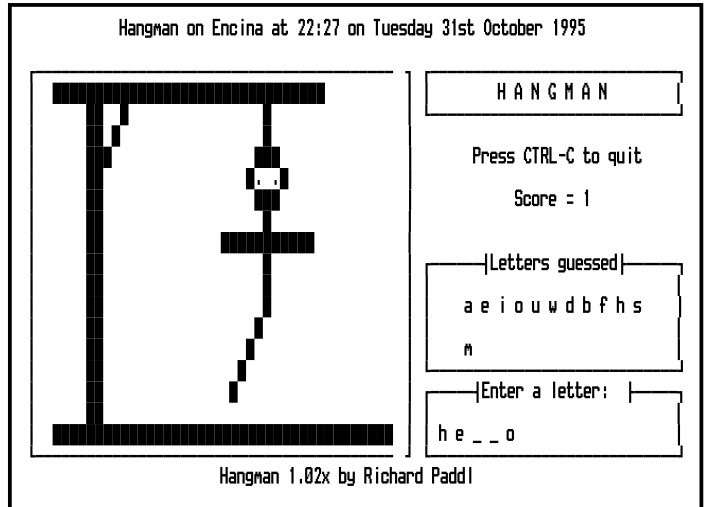 Hangman on Encina at 22:27 on Tuesday 31st October 1995
H A N G M A N
Press CTRL-C to quit
Score = 1
Letters guessed
a e i o u w d b f h s
m
Enter a letter:
h e _ _ o
Hangman 1.02x by Richard Paddl